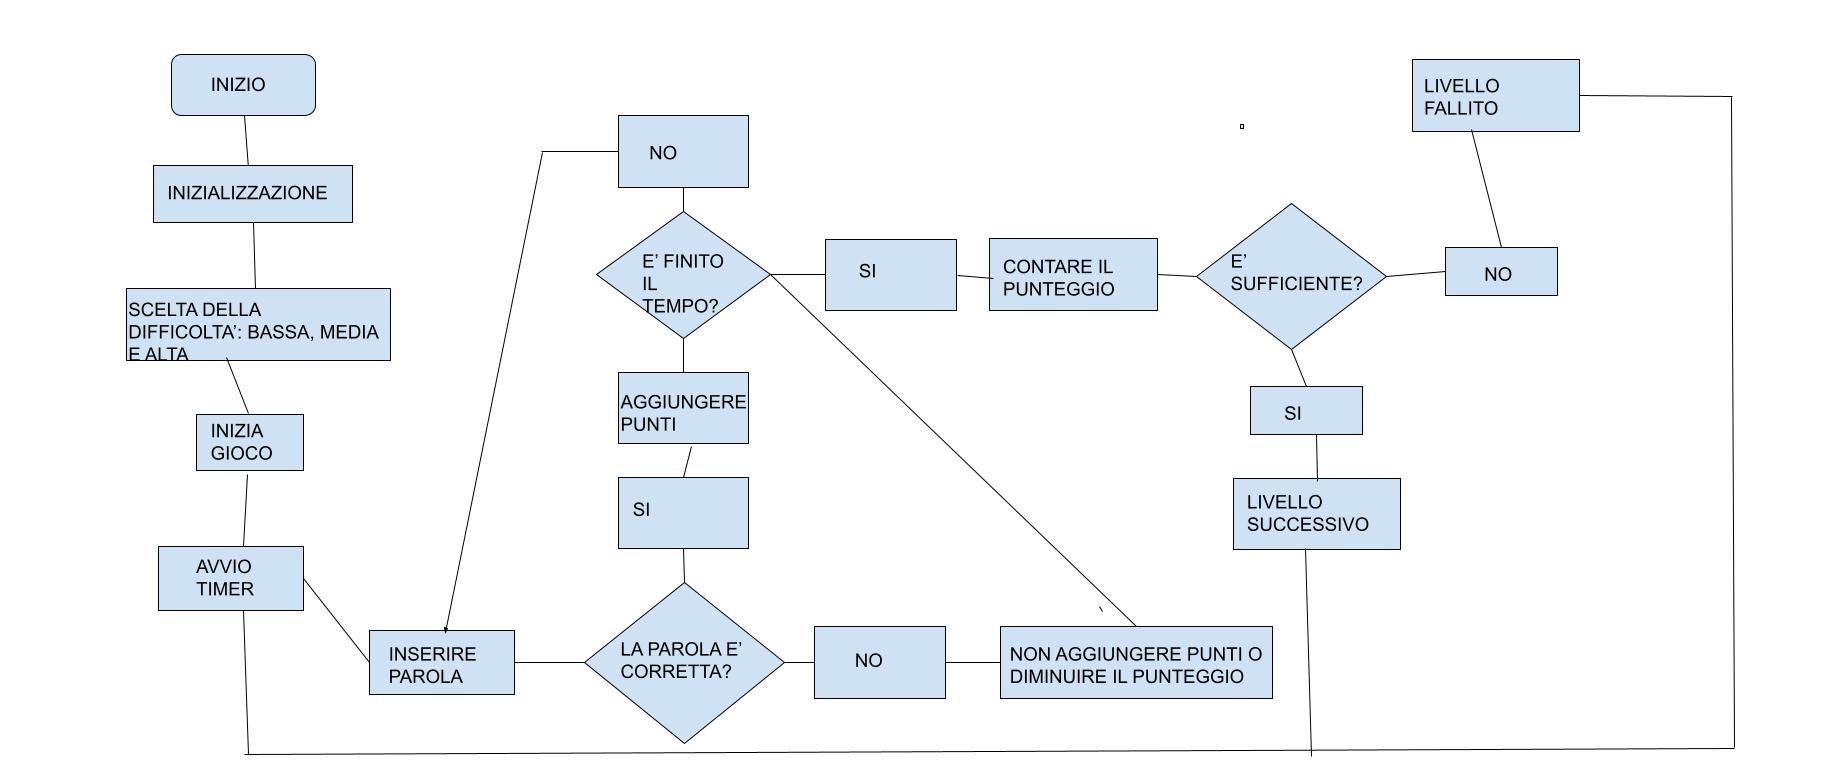 INIZIO
INIZIALIZZAZIONE
SCELTA DELLA
DIFFICOLTA': BASSA, MEDIA
E ALTA
INIZIA
GIOCO
AVVIO
TIMER
INSERIRE
PAROLA
NO
E' FINITO
IL
TEMPO?
AGGIUNGERE
PUNTI
SI
LA PAROLA E'
CORRETTA?
NO
NON AGGIUNGERE PUNTI O
DIMINUIRE IL PUNTEGGIO
SI
CONTARE IL
PUNTEGGIO
E'
SUFFICIENTE?
SI
LIVELLO
SUCCESSIVO
NO
LIVELLO
FALLITO